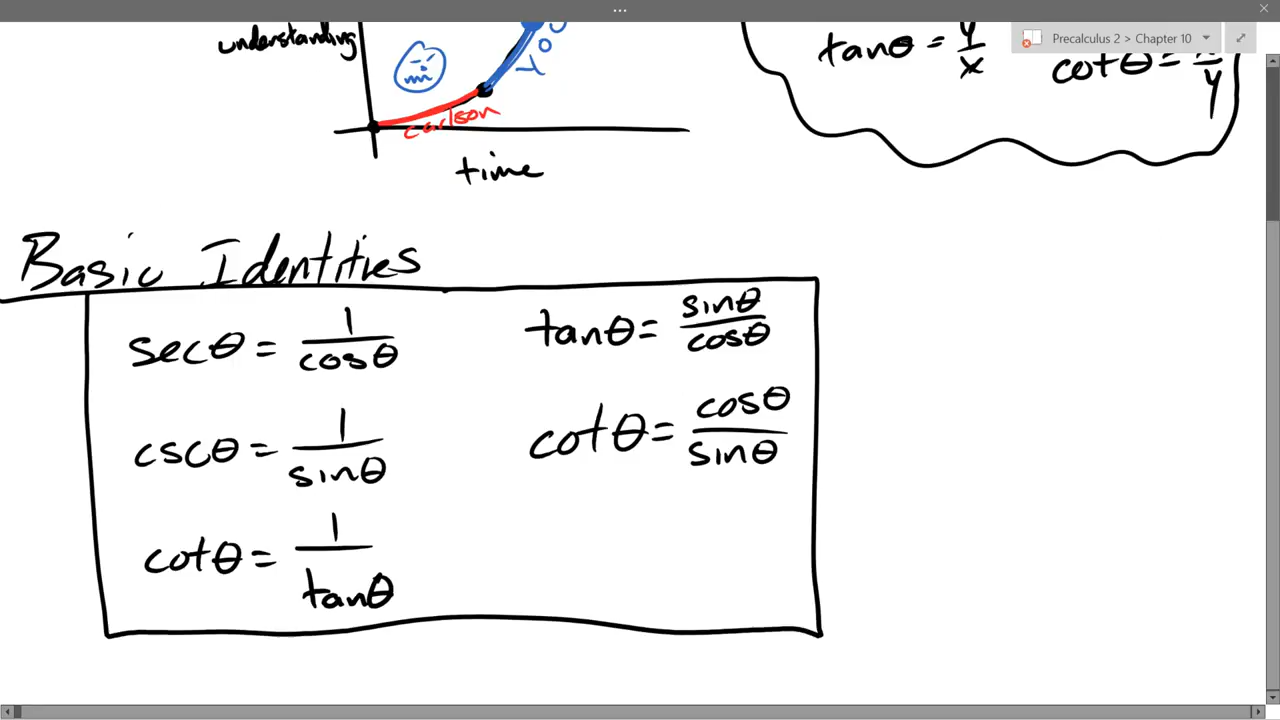 ...
Precalculus 2 > Chapter 10
understanding
carlson
time
tanθ = y/x
cotθ = x/y
Basic Identities
secθ = 1/cosθ
tanθ = sinθ/cosθ
cscθ = 1/sinθ
cotθ = cosθ/sinθ
cotθ = 1/tanθ